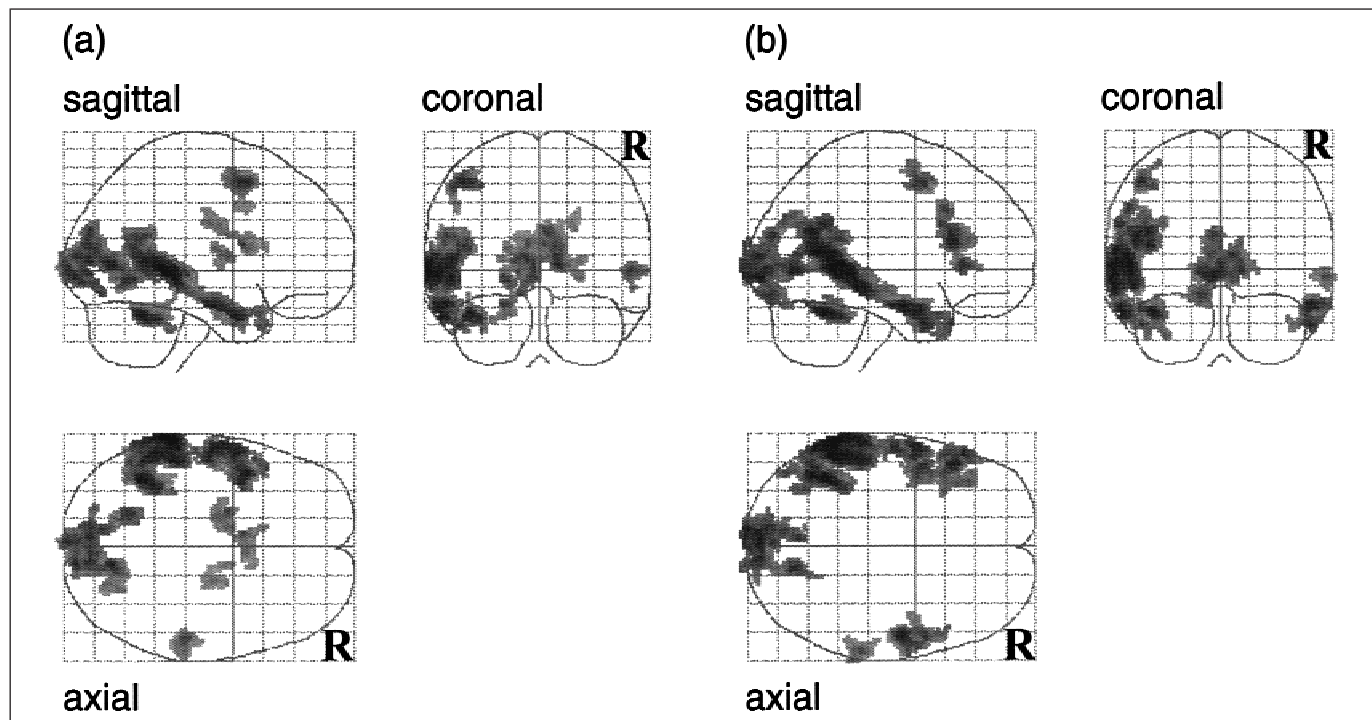 (a)
sagittal
coronal
R
R
axial
(b)
sagittal
coronal
R
R
axial